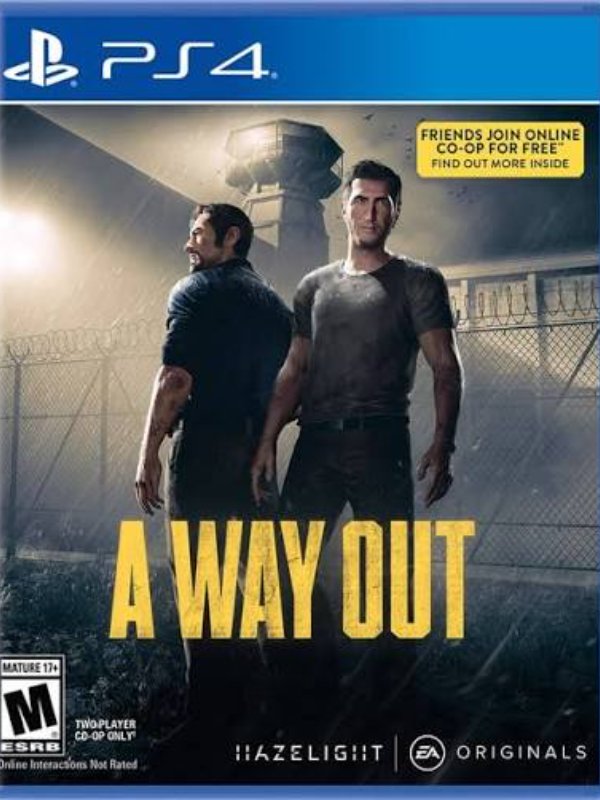 PS4
FRIENDS JOIN ONLINE
CO-OP FOR FREE™
FIND OUT MORE INSIDE
A WAY OUT
MATURE 17+
M
ESRB
TWO-PLAYER
CO-OP ONLY
Online Interactions Not Rated
HAZELIGHT
EA ORIGINALS